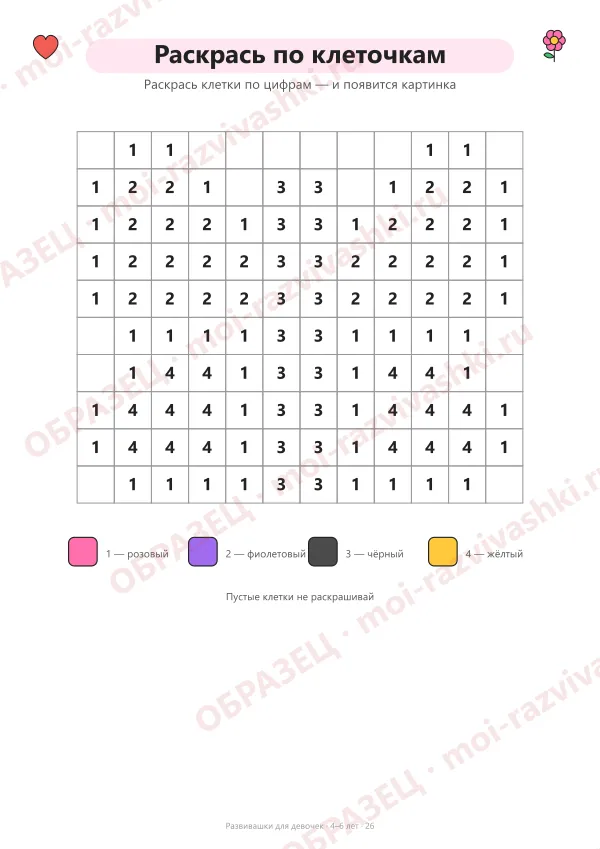 Раскрась по клеточкам
Раскрась клетки по цифрам — и появится картинка
1 1 1 1
1 2 2 1 3 3 1 2 2 1
1 2 2 2 1 3 3 1 2 2 2 1
1 2 2 2 2 3 3 2 2 2 2 1
1 2 2 2 2 3 3 2 2 2 2 1
1 1 1 1 3 3 1 1 1 1
1 4 4 1 3 3 1 4 4 1
1 4 4 4 1 3 3 1 4 4 4 1
1 4 4 4 1 3 3 1 4 4 4 1
1 1 1 1 3 3 1 1 1 1
1 — розовый 2 — фиолетовый 3 — чёрный 4 — жёлтый
Пустые клетки не раскрашивай
Развивашки для девочек · 4–6 лет · 26
ОБРАЗЕЦ · moi-razvivashki.ru